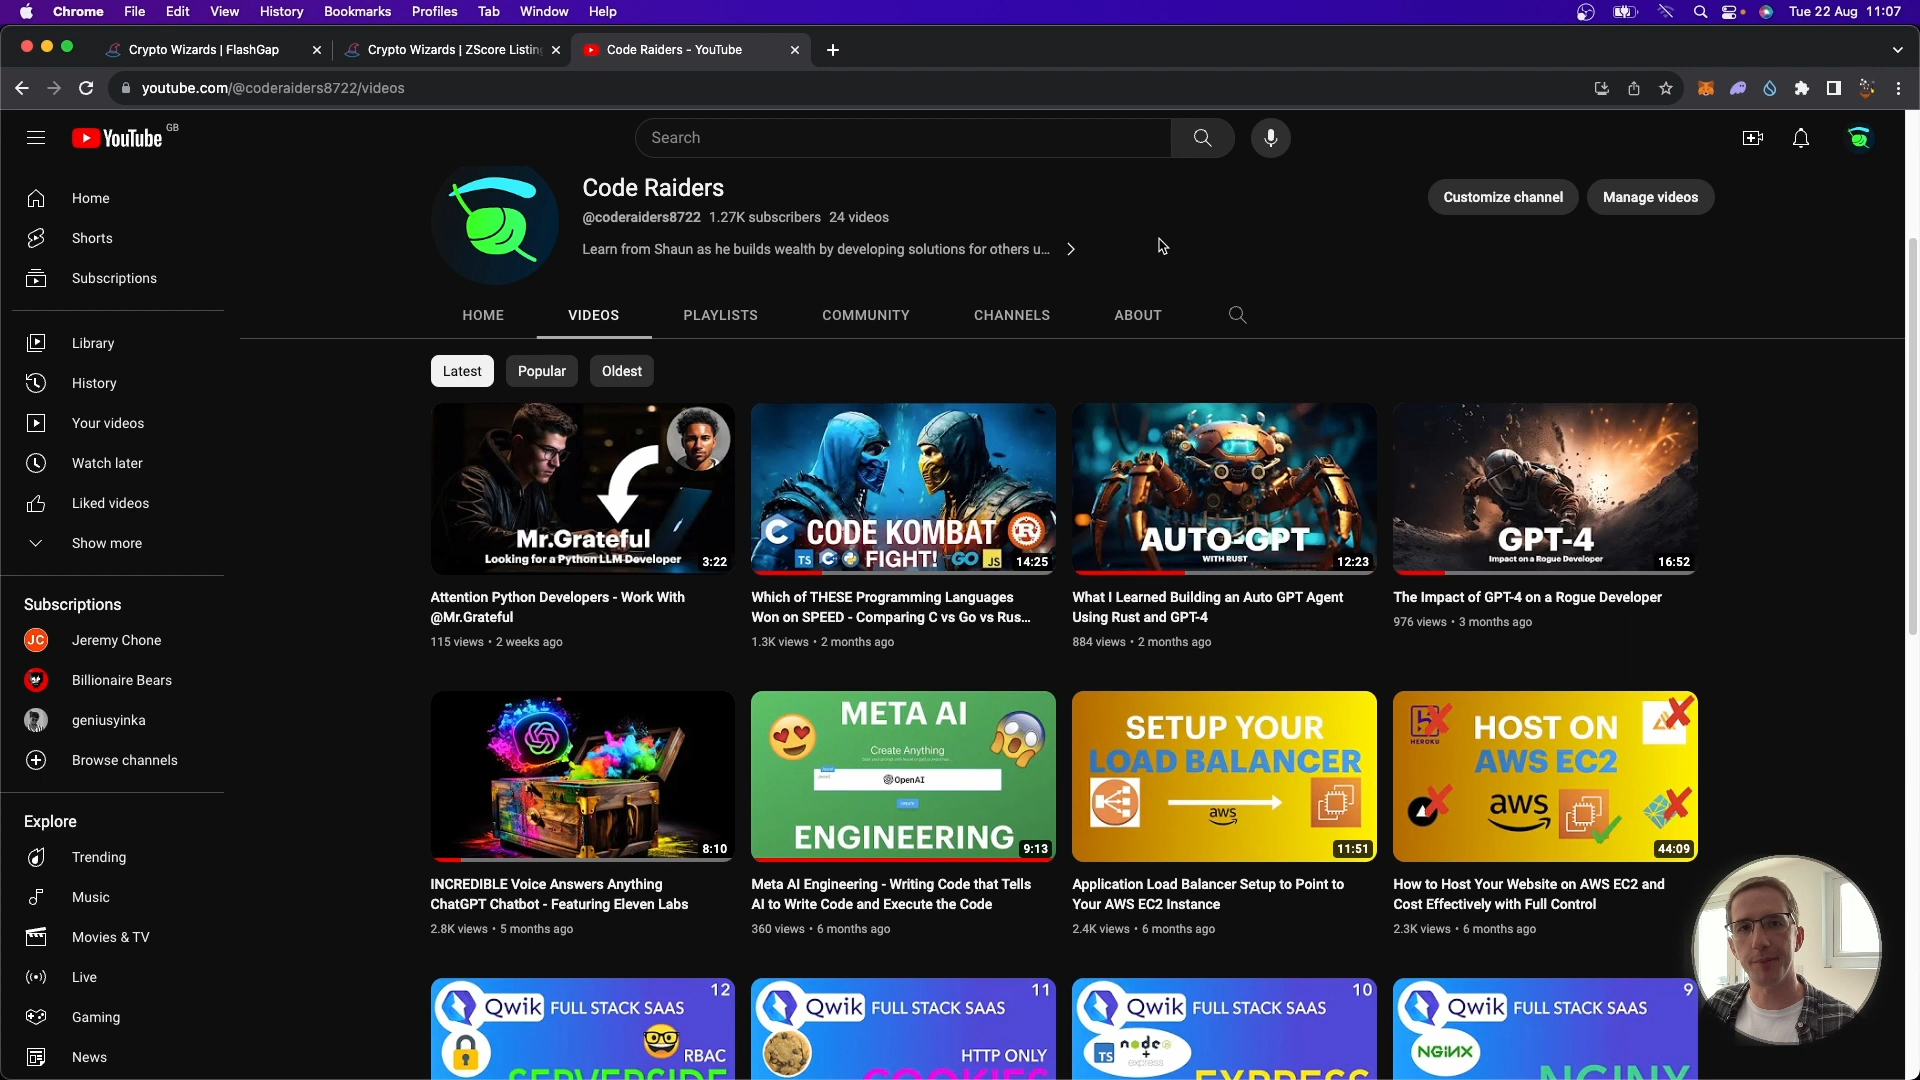 Chrome File Edit View History Bookmarks Profiles Tab Window Help Tue 22 Aug 11:07
Crypto Wizards | FlashGap Crypto Wizards | ZScore Listin Code Raiders - YouTube
youtube.com/@coderaiders8722/videos
YouTube GB
Search
Home
Shorts
Subscriptions
Library
History
Your videos
Watch later
Liked videos
Show more
Subscriptions
JC Jeremy Chone
Billionaire Bears
geniusyinka
Browse channels
Explore
Trending
Music
Movies & TV
Live
Gaming
News
Code Raiders
@coderaiders8722 1.27K subscribers 24 videos
Learn from Shaun as he builds wealth by developing solutions for others u...
Customize channel Manage videos
HOME VIDEOS PLAYLISTS COMMUNITY CHANNELS ABOUT
Latest Popular Oldest
Mr.Grateful
Looking for a Python LLM Developer
3:22
Attention Python Developers - Work With
@Mr.Grateful
115 views • 2 weeks ago
C CODE KOMBAT R
TS FIGHT! GO JS
14:25
Which of THESE Programming Languages
Won on SPEED - Comparing C vs Go vs Rus...
1.3K views • 2 months ago
AUTO-GPT
WITH RUST
12:23
What I Learned Building an Auto GPT Agent
Using Rust and GPT-4
884 views • 2 months ago
GPT-4
Impact on a Rogue Developer
16:52
The Impact of GPT-4 on a Rogue Developer
976 views • 3 months ago
8:10
INCREDIBLE Voice Answers Anything
ChatGPT Chatbot - Featuring Eleven Labs
2.8K views • 5 months ago
META AI
Create Anything
OpenAI
ENGINEERING
9:13
Meta AI Engineering - Writing Code that Tells
AI to Write Code and Execute the Code
360 views • 6 months ago
SETUP YOUR
LOAD BALANCER
aws
11:51
Application Load Balancer Setup to Point to
Your AWS EC2 Instance
2.4K views • 6 months ago
HOST ON
AWS EC2
HEROKU
aws
44:09
How to Host Your Website on AWS EC2 and
Cost Effectively with Full Control
2.3K views • 6 months ago
Qwik FULL STACK SAAS 12
RBAC
SERVERSIDE
Qwik FULL STACK SAAS 11
HTTP ONLY
COOKIES
Qwik FULL STACK SAAS 10
TS node + express
EXPRESS
Qwik FULL STACK SAAS 9
NGINX
NGINX